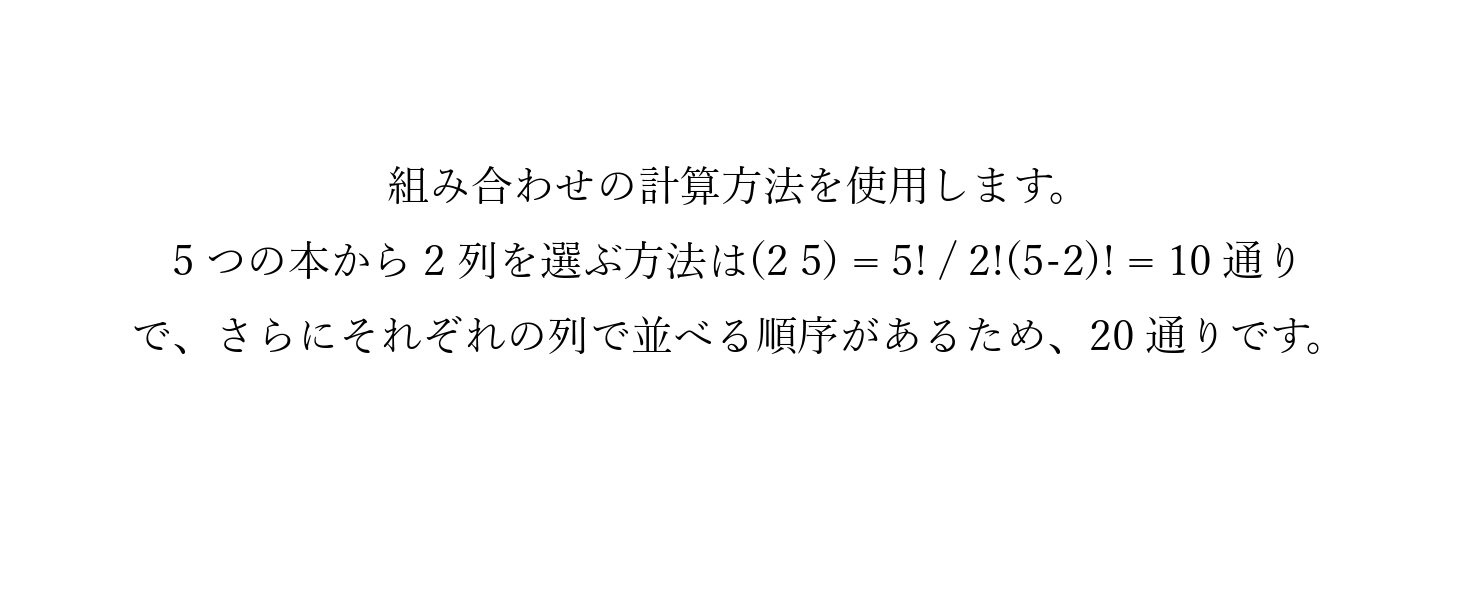 組み合わせの計算方法を使用します。
5 つの本から 2 列を選ぶ方法は(2 5) = 5! / 2!(5-2)! = 10 通り
で、さらにそれぞれの列で並べる順序があるため、20 通りです。